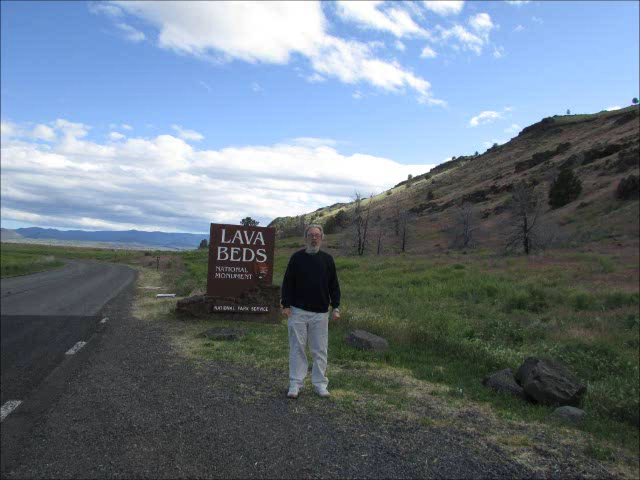 LAVA
BEDS
NATIONAL
MONUMENT
NATIONAL PARK SERVICE